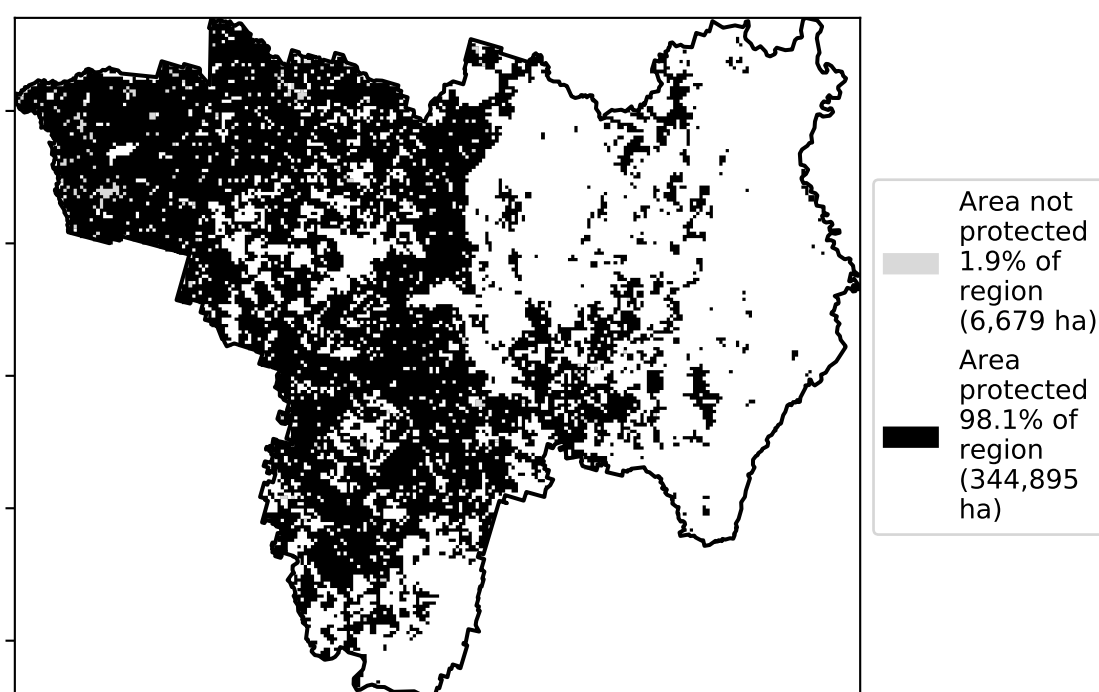 Area not
protected
1.9% of
region
(6,679 ha)
Area
protected
98.1% of
region
(344,895
ha)